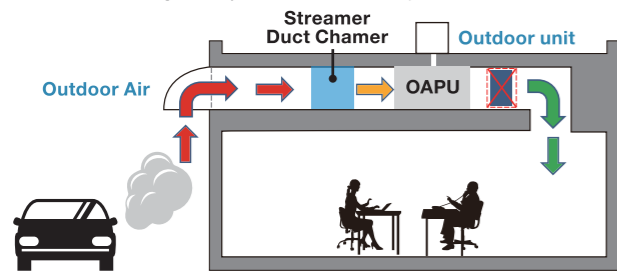 Streamer
Duct Chamer
Outdoor unit
Outdoor Air
OAPU